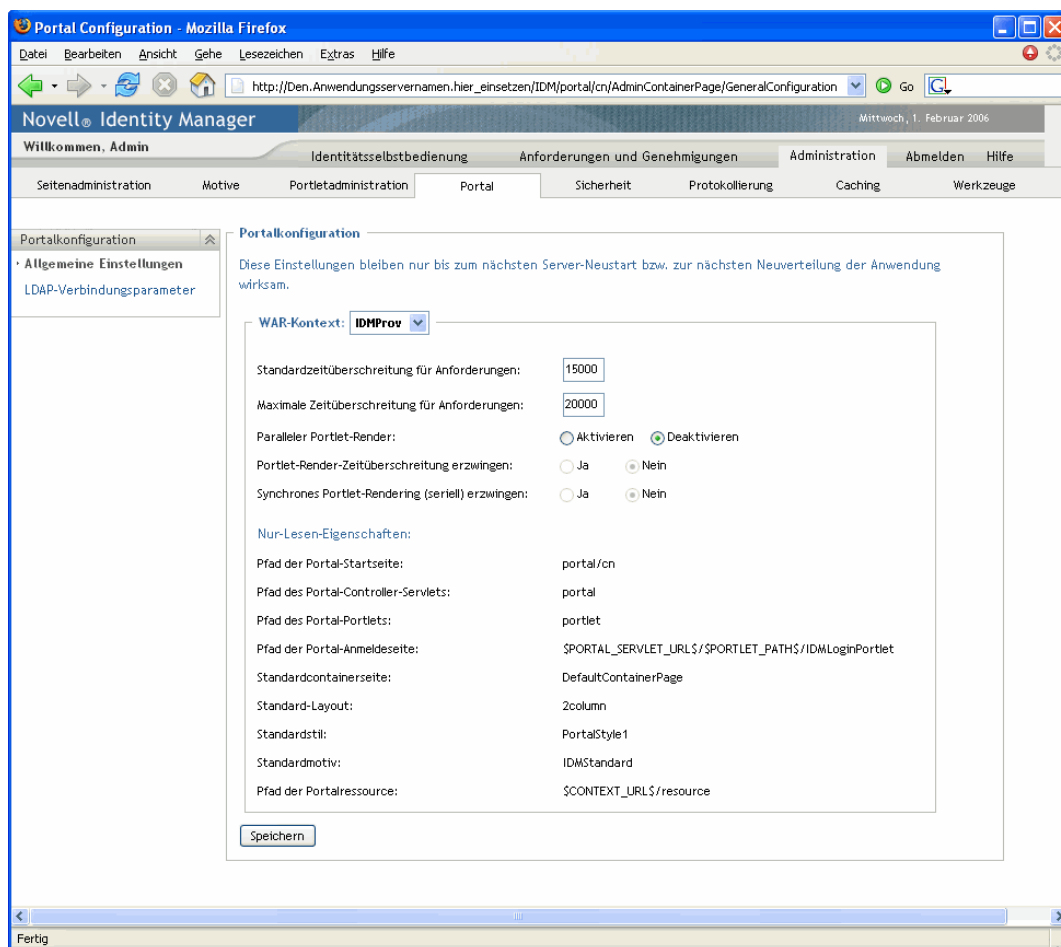 Portal Configuration - Mozilla Firefox
Datei Bearbeiten Ansicht Gehe Lesezeichen Extras Hilfe
http://Den.Anwendungsservernamen.hier_einsetzen/IDM/portal/cn/AdminContainerPage/GeneralConfiguration Go G
Novell® Identity Manager Mittwoch, 1. Februar 2006
Willkommen, Admin
Identitätsselbstbedienung Anforderungen und Genehmigungen Administration Abmelden Hilfe
Seitenadministration Motive Portletadministration Portal Sicherheit Protokollierung Caching Werkzeuge
Portalkonfiguration
Allgemeine Einstellungen
LDAP-Verbindungsparameter
Portalkonfiguration
Diese Einstellungen bleiben nur bis zum nächsten Server-Neustart bzw. zur nächsten Neuverteilung der Anwendung
wirksam.
WAR-Kontext: IDMProv
Standardzeitüberschreitung für Anforderungen: 15000
Maximale Zeitüberschreitung für Anforderungen: 20000
Paralleler Portlet-Render: Aktivieren Deaktivieren
Portlet-Render-Zeitüberschreitung erzwingen: Ja Nein
Synchrones Portlet-Rendering (seriell) erzwingen: Ja Nein
Nur-Lesen-Eigenschaften:
Pfad der Portal-Startseite: portal/cn
Pfad des Portal-Controller-Servlets: portal
Pfad des Portal-Portlets: portlet
Pfad der Portal-Anmeldeseite: $PORTAL_SERVLET_URL$/$PORTLET_PATH$/IDMLoginPortlet
Standardcontainerseite: DefaultContainerPage
Standard-Layout: 2column
Standardstil: PortalStyle1
Standardmotiv: IDMStandard
Pfad der Portalressource: $CONTEXT_URL$/resource
Speichern
Fertig